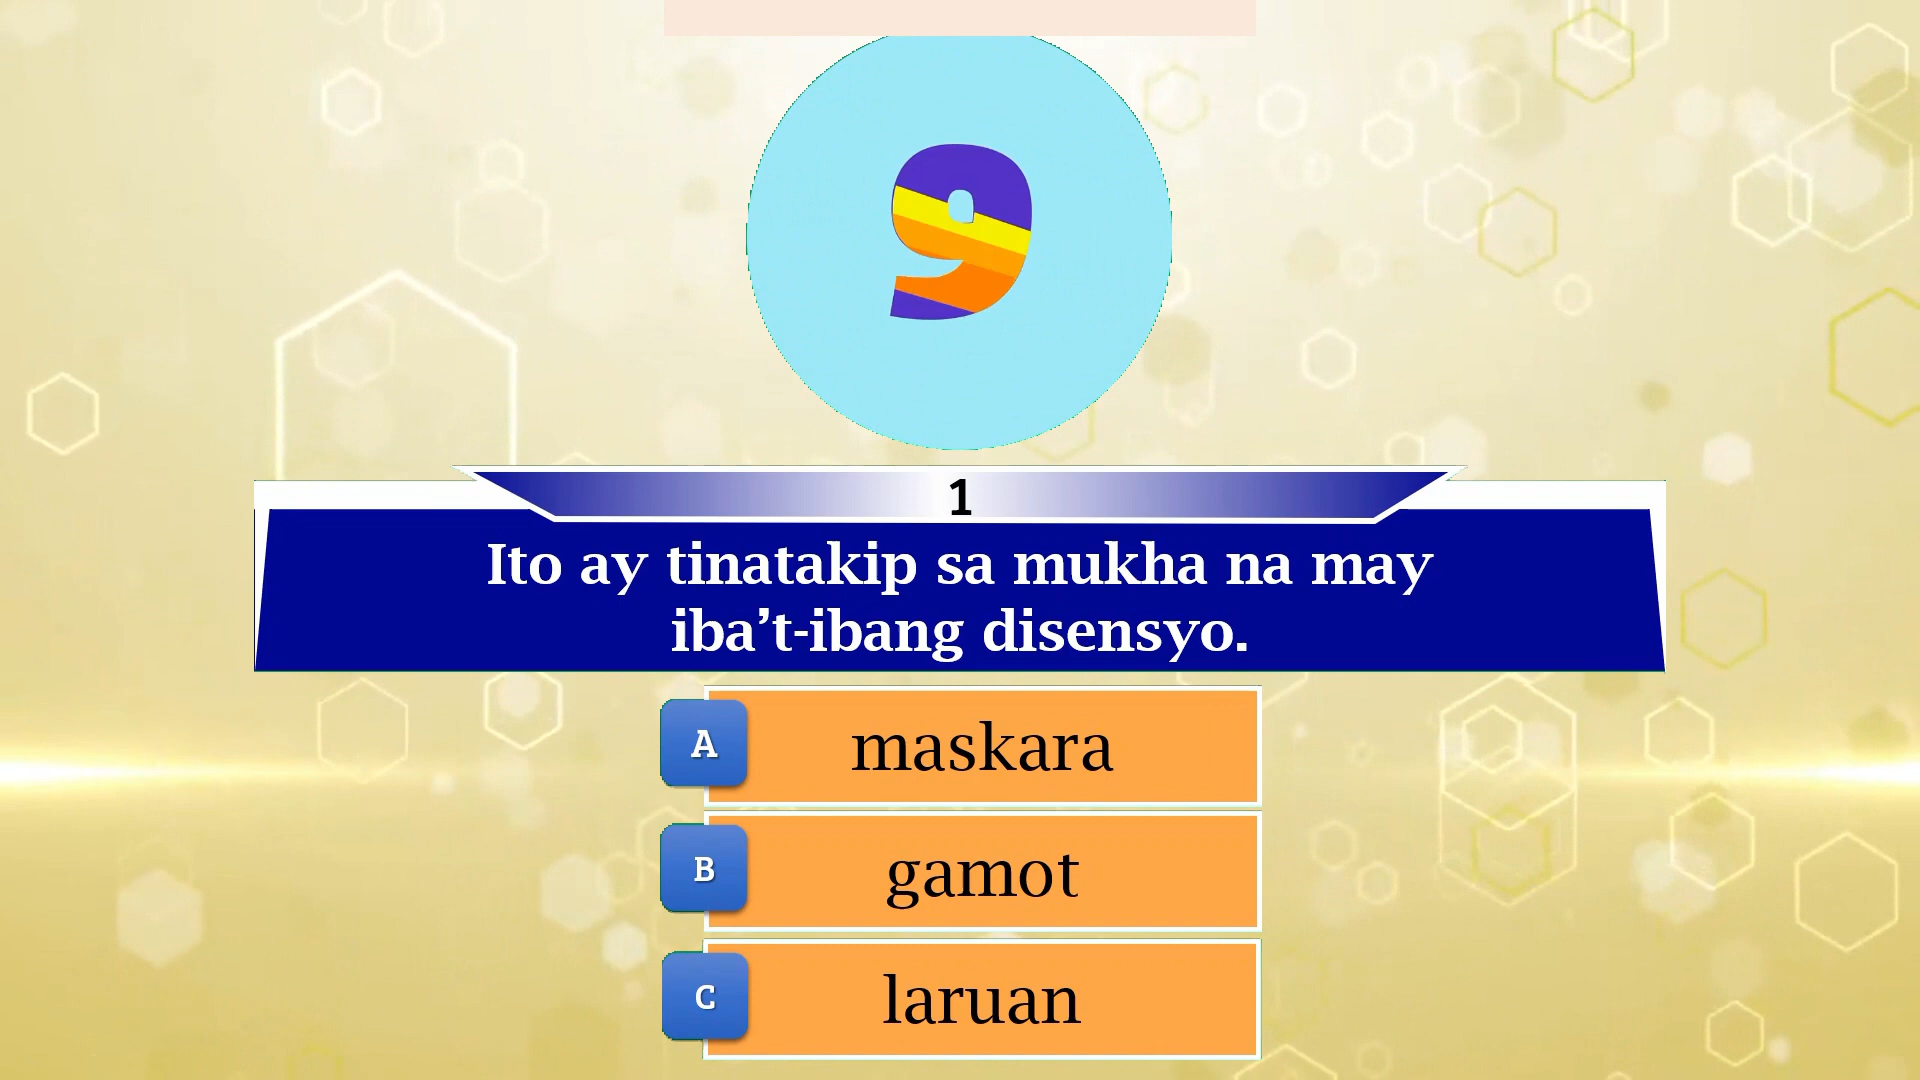 9
1
Ito ay tinatakip sa mukha na may
iba’t-ibang disensyo.
A maskara
B gamot
C laruan